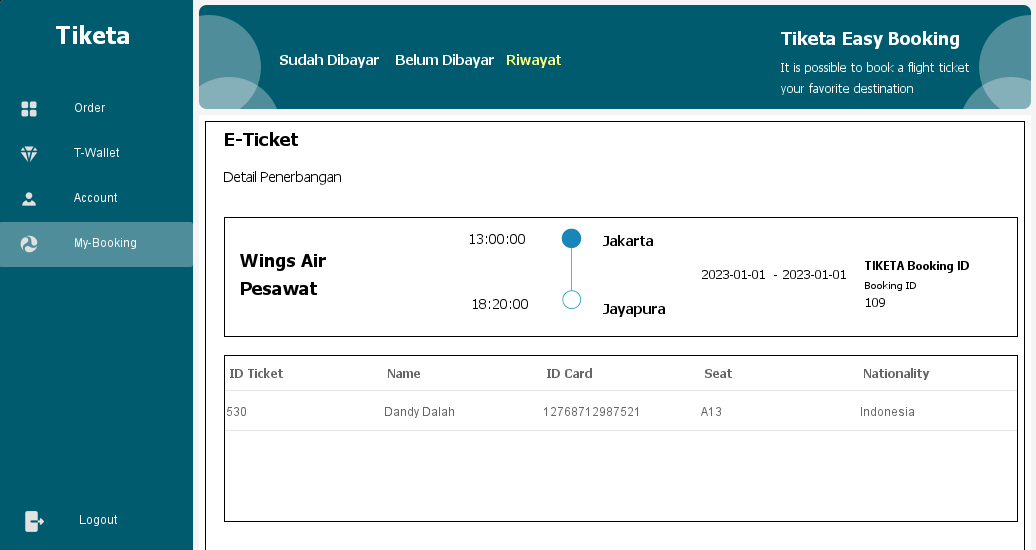 Tiketa
Order
T-Wallet
Account
My-Booking
Logout
Sudah Dibayar Belum Dibayar Riwayat
Tiketa Easy Booking
It is possible to book a flight ticket
your favorite destination
E-Ticket
Detail Penerbangan
Wings Air
Pesawat
13:00:00 Jakarta
18:20:00 Jayapura
2023-01-01 - 2023-01-01
TIKETA Booking ID
Booking ID
109
ID Ticket Name ID Card Seat Nationality
530 Dandy Dalah 12768712987521 A13 Indonesia